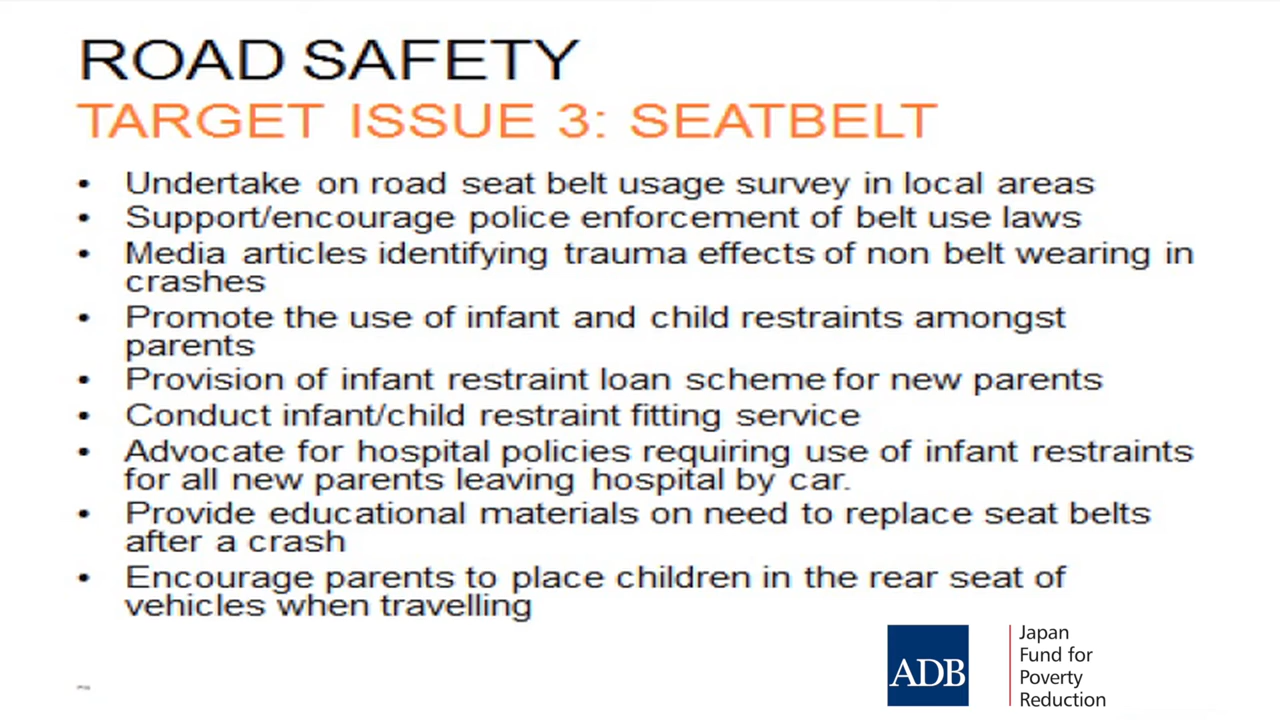 ROAD SAFETY
TARGET ISSUE 3: SEATBELT
• Undertake on road seat belt usage survey in local areas
• Support/encourage police enforcement of belt use laws
• Media articles identifying trauma effects of non belt wearing in
crashes
• Promote the use of infant and child restraints amongst
parents
• Provision of infant restraint loan scheme for new parents
• Conduct infant/child restraint fitting service
• Advocate for hospital policies requiring use of infant restraints
for all new parents leaving hospital by car.
• Provide educational materials on need to replace seat belts
after a crash
• Encourage parents to place children in the rear seat of
vehicles when travelling
ADB
Japan
Fund for
Poverty
Reduction